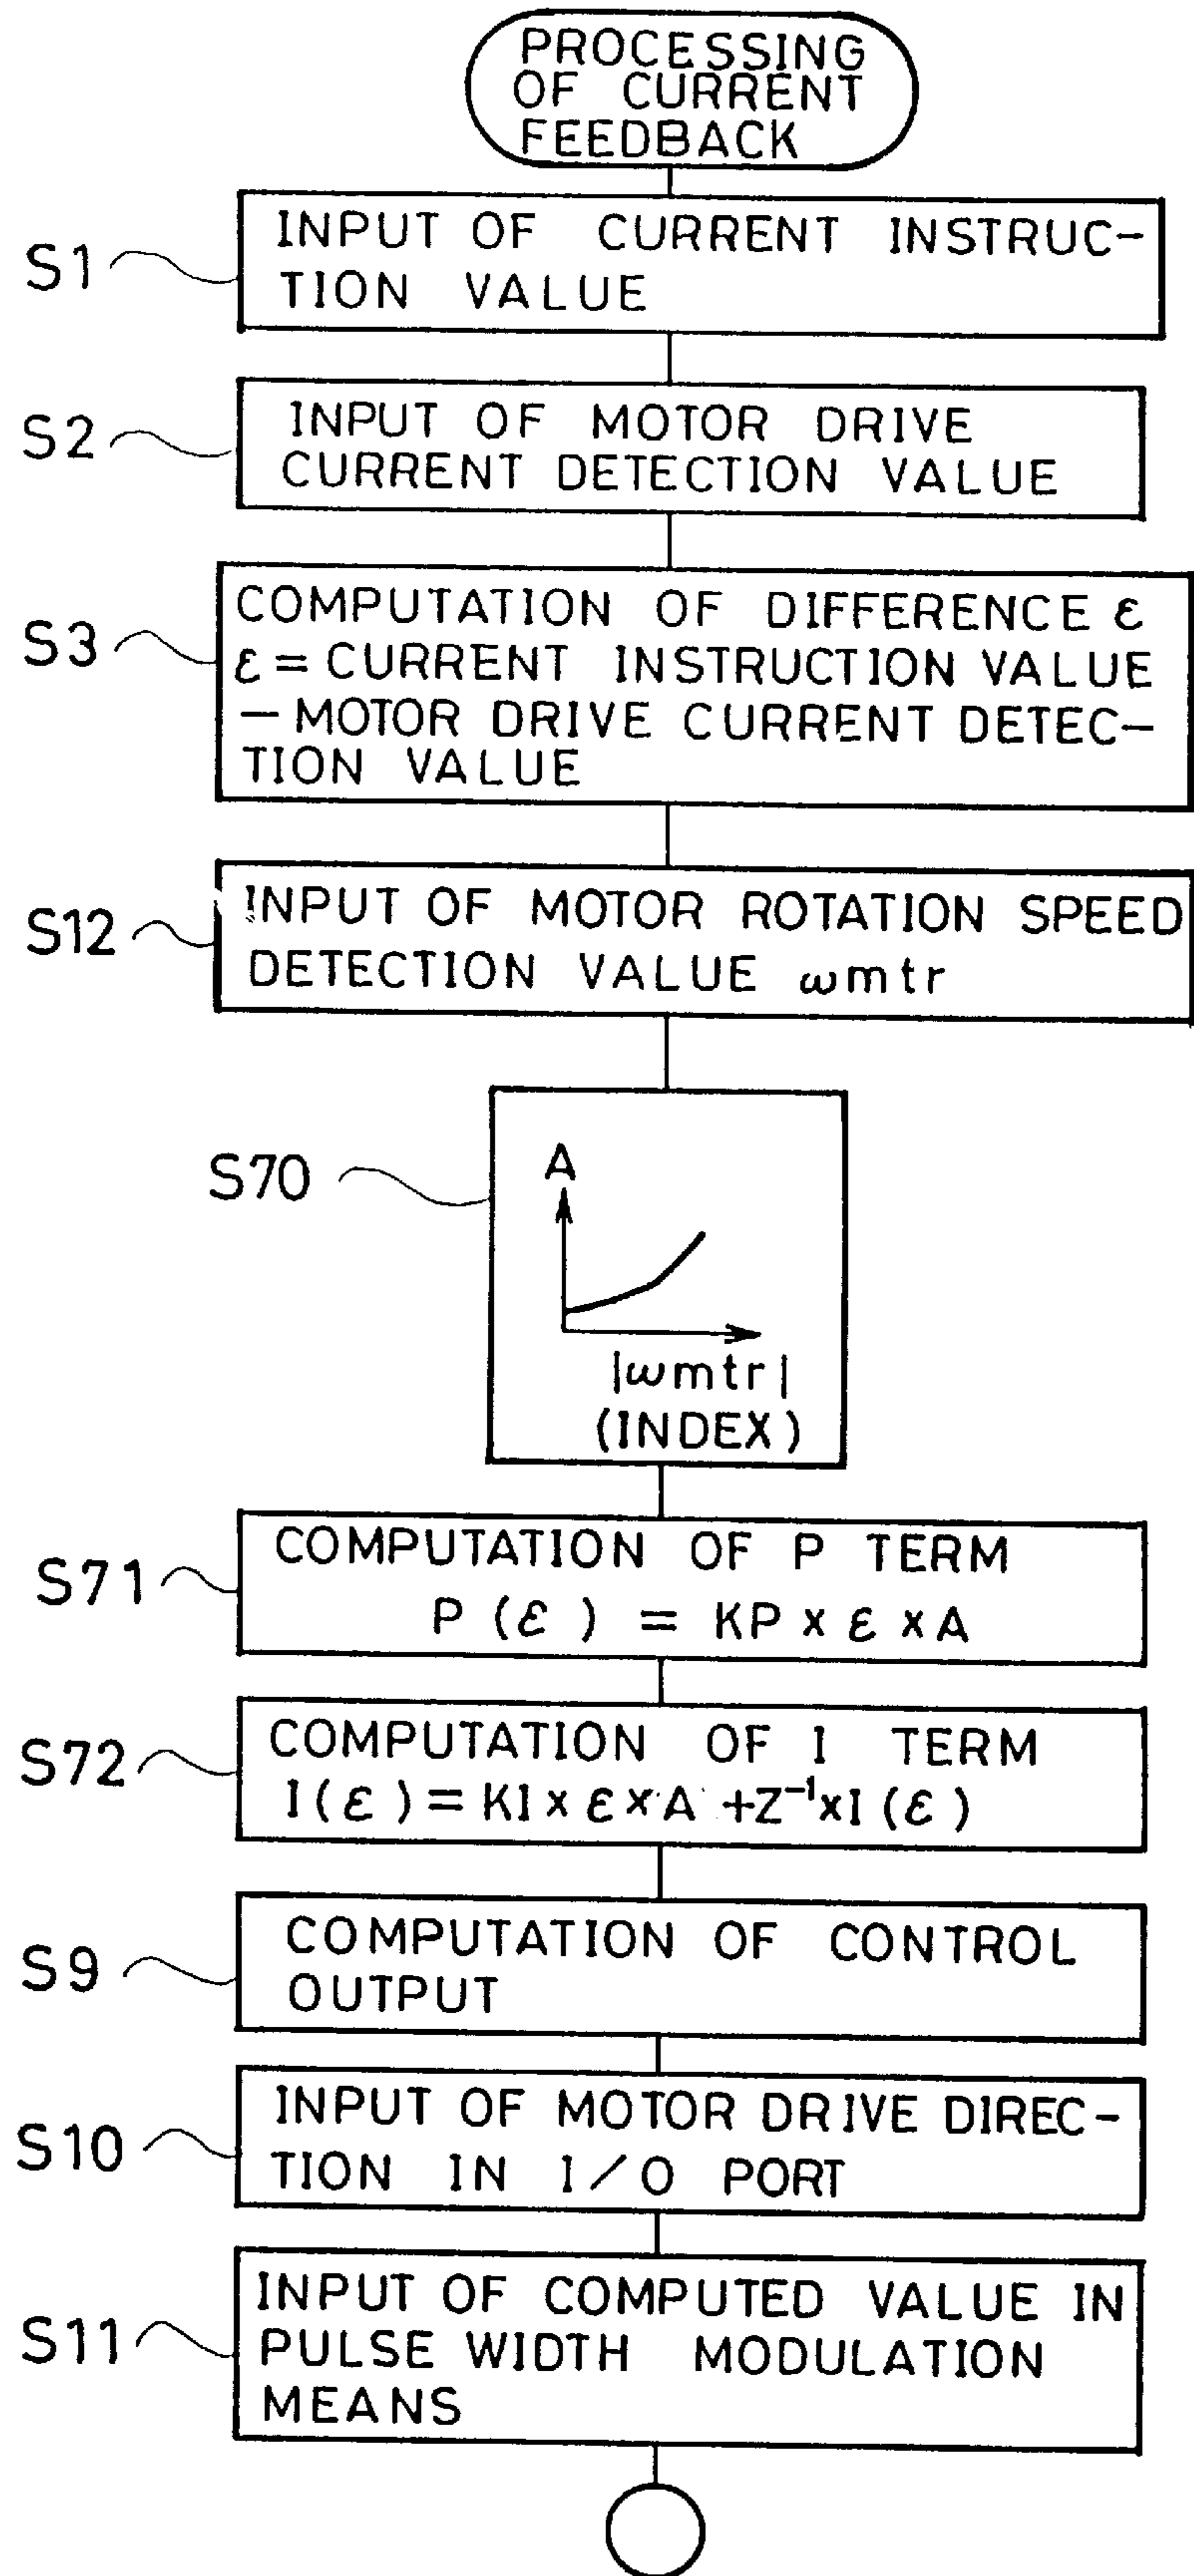 PROCESSING
OF CURRENT
FEEDBACK
S1
INPUT OF CURRENT INSTRUC-
TION VALUE
S2
INPUT OF MOTOR DRIVE
CURRENT DETECTION VALUE
S3
COMPUTATION OF DIFFERENCE ε
ε = CURRENT INSTRUCTION VALUE
- MOTOR DRIVE CURRENT DETEC-
TION VALUE
S12
INPUT OF MOTOR ROTATION SPEED
DETECTION VALUE ωmtr
S70
A
|ωmtr|
(INDEX)
S71
COMPUTATION OF P TERM
P (ε) = KP x ε x A
S72
COMPUTATION OF I TERM
I (ε) = KI x ε x A + Z⁻¹ x I (ε)
S9
COMPUTATION OF CONTROL
OUTPUT
S10
INPUT OF MOTOR DRIVE DIREC-
TION IN I/O PORT
S11
INPUT OF COMPUTED VALUE IN
PULSE WIDTH MODULATION
MEANS